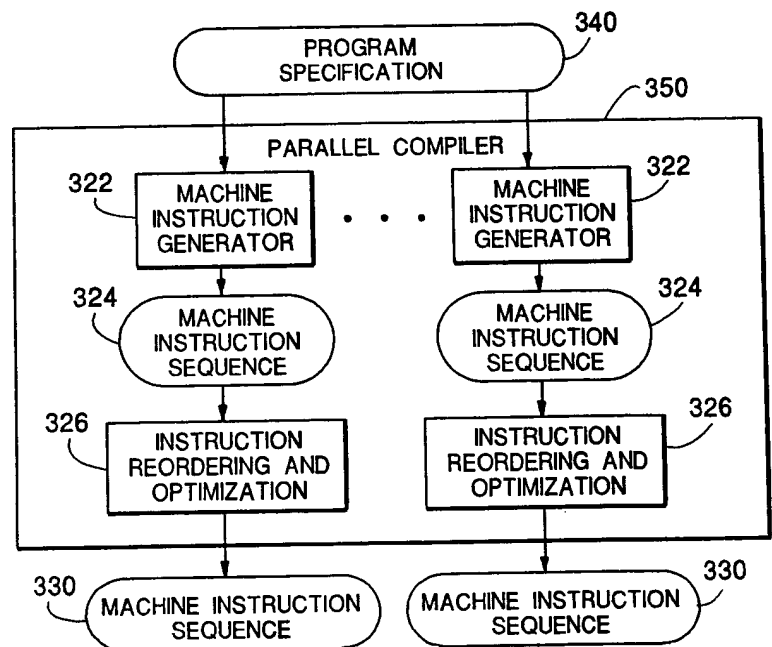 PROGRAM
SPECIFICATION
340
350
PARALLEL COMPILER
322
MACHINE
INSTRUCTION
GENERATOR
. . .
MACHINE
INSTRUCTION
GENERATOR
322
324
MACHINE
INSTRUCTION
SEQUENCE
MACHINE
INSTRUCTION
SEQUENCE
324
326
INSTRUCTION
REORDERING AND
OPTIMIZATION
INSTRUCTION
REORDERING AND
OPTIMIZATION
326
330
MACHINE INSTRUCTION
SEQUENCE
MACHINE INSTRUCTION
SEQUENCE
330